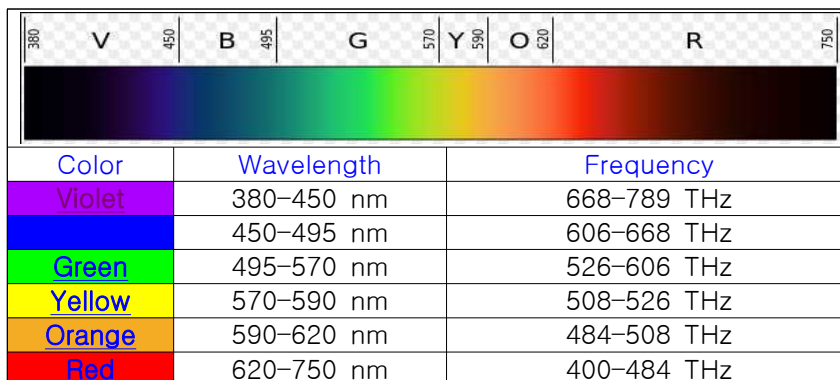 380 V 450 B 495 G 570 Y 590 O 620 R 750
Color Wavelength Frequency
Violet 380–450 nm 668–789 THz
450–495 nm 606–668 THz
Green 495–570 nm 526–606 THz
Yellow 570–590 nm 508–526 THz
Orange 590–620 nm 484–508 THz
Red 620–750 nm 400–484 THz